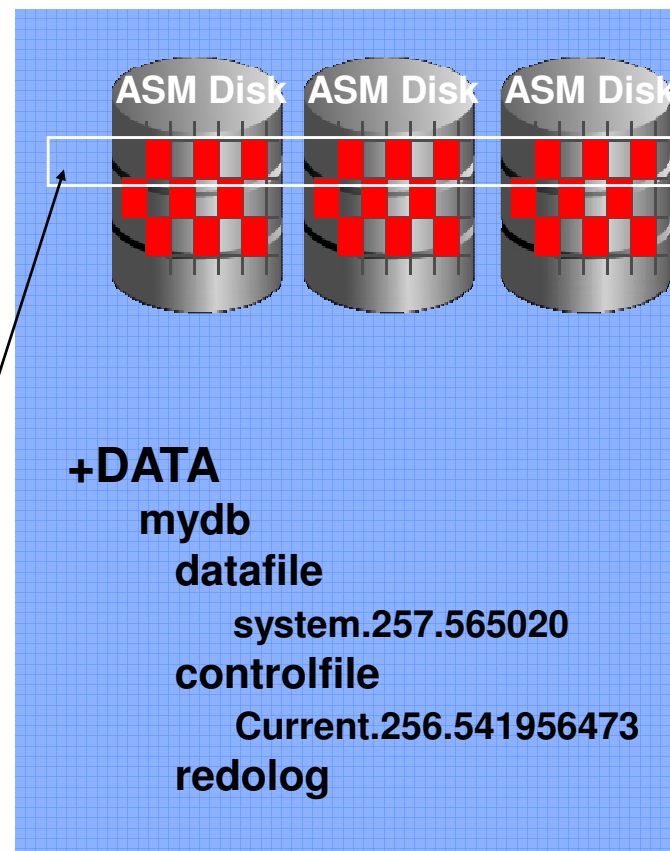 ASM Disk ASM Disk ASM Disk
+DATA
mydb
datafile
system.257.565020
controlfile
Current.256.541956473
redolog